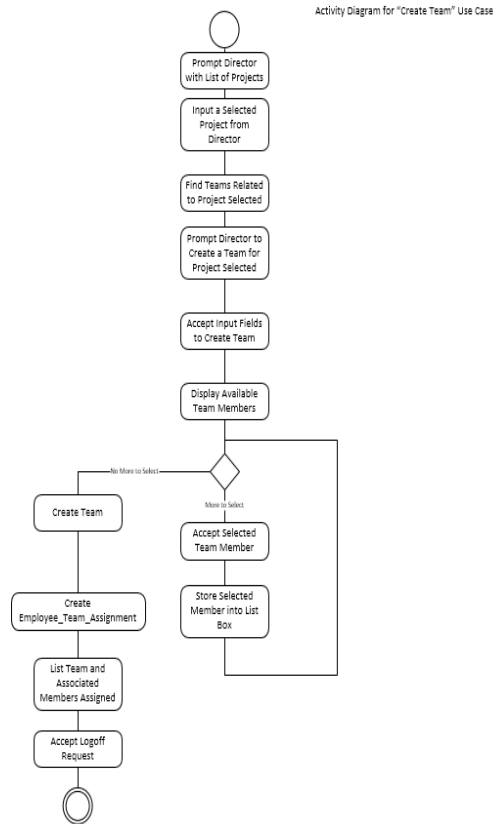 Activity Diagram for “Create Team” Use Case
Prompt Director
with List of Projects
Input a Selected
Project from
Director
Find Teams Related
to Project Selected
Prompt Director to
Create a Team for
Project Selected
Accept Input Fields
to Create Team
Display Available
Team Members
No More to Select
More to Select
Create Team
Accept Selected
Team Member
Create
Employee_Team_Assignment
Store Selected
Member into List
Box
List Team and
Associated
Members Assigned
Accept Logoff
Request